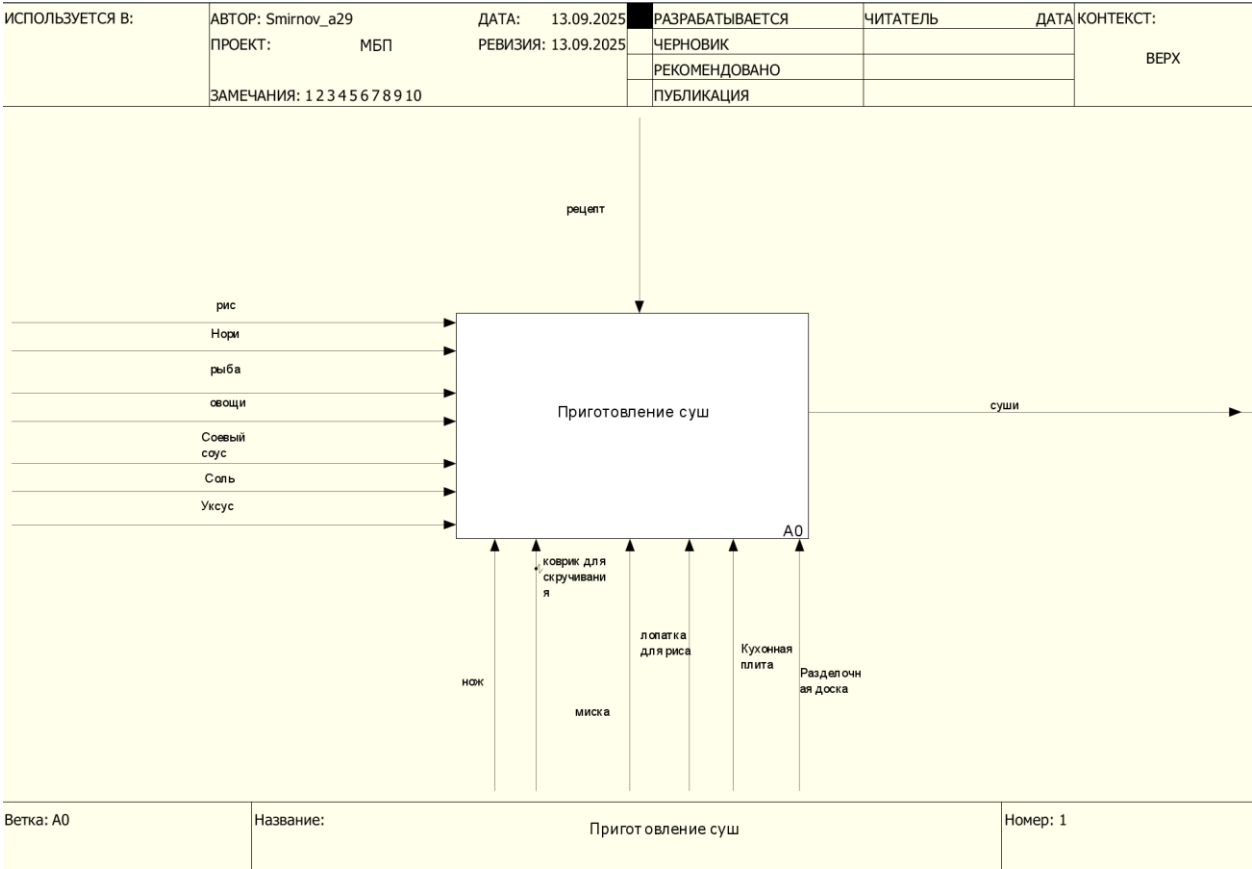 ИСПОЛЬЗУЕТСЯ В:
АВТОР: Smirnov_a29
ДАТА: 13.09.2025
ПРОЕКТ: МБП
РЕВИЗИЯ: 13.09.2025
ЗАМЕЧАНИЯ: 1 2 3 4 5 6 7 8 9 10
РАЗРАБАТЫВАЕТСЯ
ЧЕРНОВИК
РЕКОМЕНДОВАНО
ПУБЛИКАЦИЯ
ЧИТАТЕЛЬ
ДАТА
КОНТЕКСТ:
ВЕРХ
рецепт
рис
Нори
рыба
овощи
Соевый
соус
Соль
Уксус
Приготовление суш
A0
суши
коврик для
скручивани
я
лопатка
для риса
Кухонная
плита
Разделочн
ая доска
нож
миска
Ветка: A0
Название:
Приготовление суш
Номер: 1